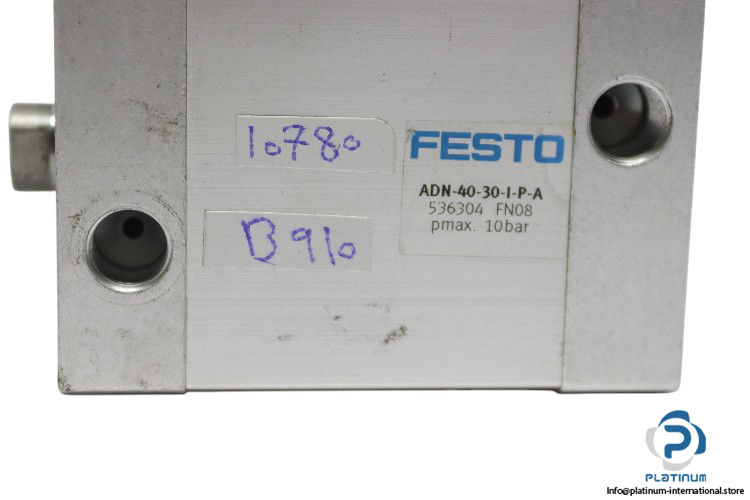 10780
FESTO
ADN-40-30-I-P-A
536304 FN08
pmax. 10bar
B910
PLATINUM
Info@platinum-international.store